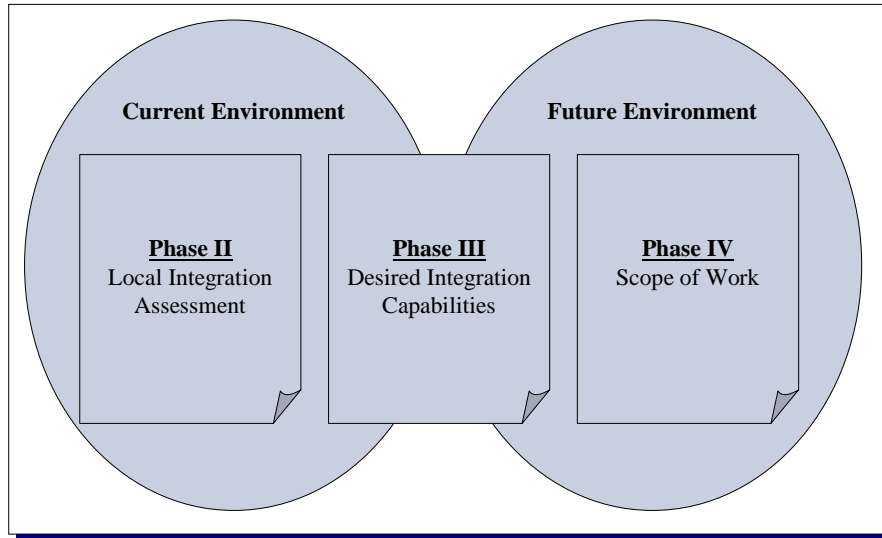 Current Environment
Future Environment
Phase II
Local Integration
Assessment
Phase III
Desired Integration
Capabilities
Phase IV
Scope of Work